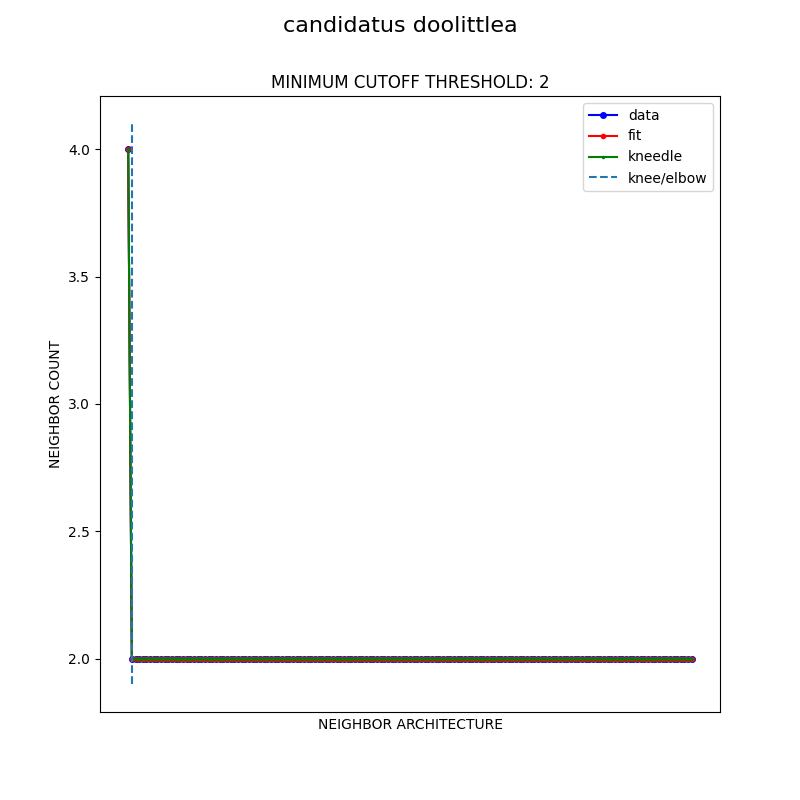 candidatus doolittlea
MINIMUM CUTOFF THRESHOLD: 2
data
fit
kneedle
knee/elbow
4.0
3.5
3.0
2.5
2.0
NEIGHBOR COUNT
NEIGHBOR ARCHITECTURE